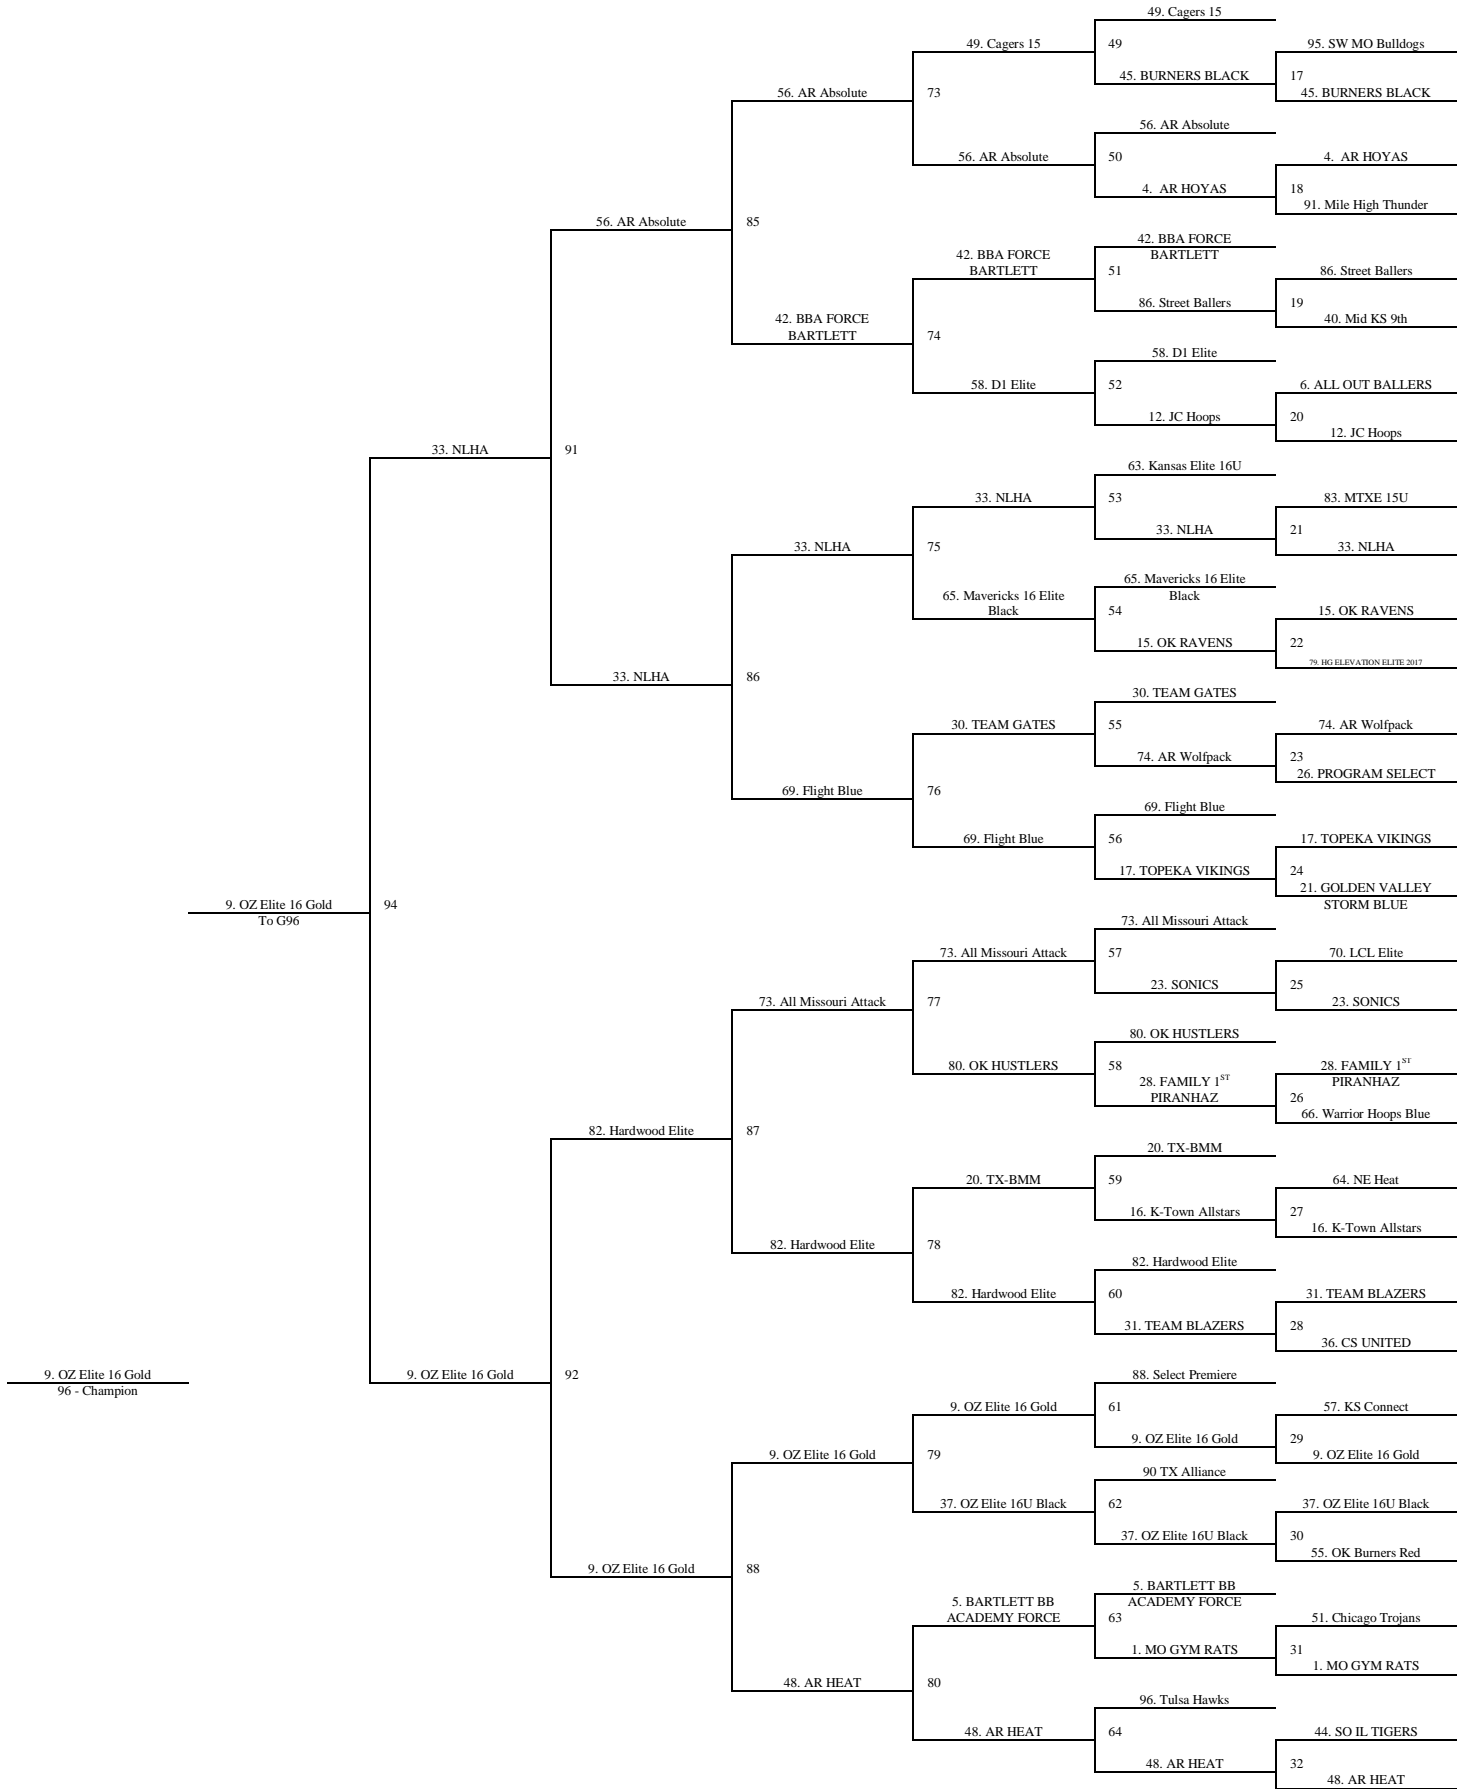 49. Cagers 15
49. Cagers 15
49
95. SW MO Bulldogs
45. BURNERS BLACK
17
56. AR Absolute
73
45. BURNERS BLACK
56. AR Absolute
56. AR Absolute
50
4. AR HOYAS
4. AR HOYAS
18
91. Mile High Thunder
56. AR Absolute
85
42. BBA FORCE
BARTLETT
42. BBA FORCE
BARTLETT
51
86. Street Ballers
86. Street Ballers
19
42. BBA FORCE
BARTLETT
74
40. Mid KS 9th
58. D1 Elite
58. D1 Elite
52
6. ALL OUT BALLERS
12. JC Hoops
20
12. JC Hoops
33. NLHA
91
63. Kansas Elite 16U
33. NLHA
53
83. MTXE 15U
33. NLHA
21
33. NLHA
75
33. NLHA
65. Mavericks 16 Elite
Black
65. Mavericks 16 Elite
Black
54
15. OK RAVENS
15. OK RAVENS
22
79. HG ELEVATION ELITE 2017
33. NLHA
86
30. TEAM GATES
30. TEAM GATES
55
74. AR Wolfpack
74. AR Wolfpack
23
26. PROGRAM SELECT
69. Flight Blue
76
69. Flight Blue
69. Flight Blue
56
17. TOPEKA VIKINGS
17. TOPEKA VIKINGS
24
21. GOLDEN VALLEY
STORM BLUE
9. OZ Elite 16 Gold
To G96
94
73. All Missouri Attack
73. All Missouri Attack
57
70. LCL Elite
23. SONICS
25
73. All Missouri Attack
77
23. SONICS
80. OK HUSTLERS
80. OK HUSTLERS
58
28. FAMILY 1ST
PIRANHAZ
28. FAMILY 1ST
PIRANHAZ
26
66. Warrior Hoops Blue
82. Hardwood Elite
87
20. TX-BMM
20. TX-BMM
59
64. NE Heat
16. K-Town Allstars
27
16. K-Town Allstars
82. Hardwood Elite
78
82. Hardwood Elite
82. Hardwood Elite
60
31. TEAM BLAZERS
31. TEAM BLAZERS
28
36. CS UNITED
9. OZ Elite 16 Gold
96 - Champion
9. OZ Elite 16 Gold
92
88. Select Premiere
9. OZ Elite 16 Gold
61
57. KS Connect
9. OZ Elite 16 Gold
29
9. OZ Elite 16 Gold
79
9. OZ Elite 16 Gold
90 TX Alliance
37. OZ Elite 16U Black
62
37. OZ Elite 16U Black
37. OZ Elite 16U Black
30
55. OK Burners Red
9. OZ Elite 16 Gold
88
5. BARTLETT BB
ACADEMY FORCE
5. BARTLETT BB
ACADEMY FORCE
63
51. Chicago Trojans
1. MO GYM RATS
31
1. MO GYM RATS
48. AR HEAT
80
96. Tulsa Hawks
48. AR HEAT
64
44. SO IL TIGERS
48. AR HEAT
32
48. AR HEAT